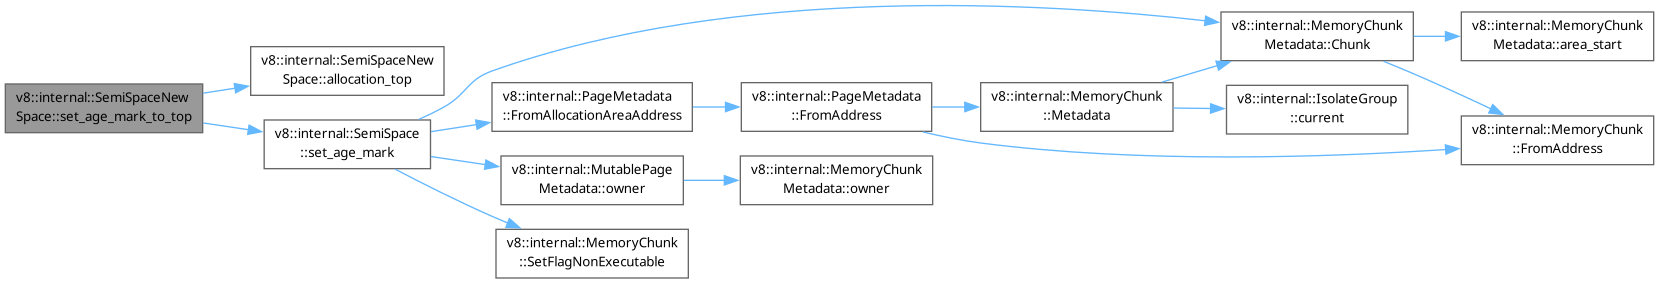 v8::internal::SemiSpaceNew
Space::set_age_mark_to_top
v8::internal::SemiSpaceNew
Space::allocation_top
v8::internal::SemiSpace
::set_age_mark
v8::internal::PageMetadata
::FromAllocationAreaAddress
v8::internal::MutablePage
Metadata::owner
v8::internal::MemoryChunk
::SetFlagNonExecutable
v8::internal::PageMetadata
::FromAddress
v8::internal::MemoryChunk
Metadata::owner
v8::internal::MemoryChunk
::Metadata
v8::internal::MemoryChunk
Metadata::Chunk
v8::internal::IsolateGroup
::current
v8::internal::MemoryChunk
Metadata::area_start
v8::internal::MemoryChunk
::FromAddress